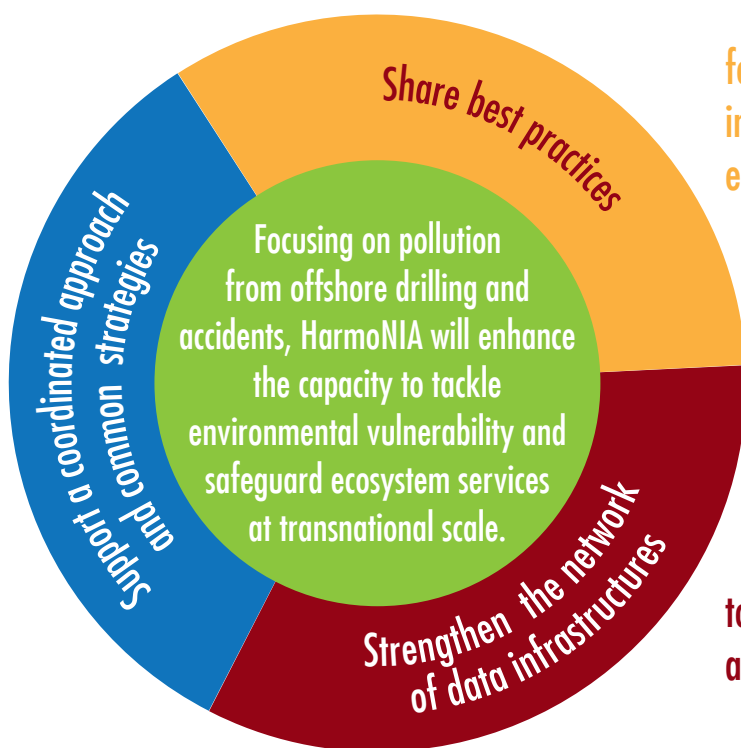 Share best practices
Support a coordinated approach
and common strategies
Focusing on pollution
from offshore drilling and
accidents, HarmoNIA will enhance
the capacity to tackle
environmental vulnerability and
safeguard ecosystem services
at transnational scale.
Strengthen the network
of data infrastructures